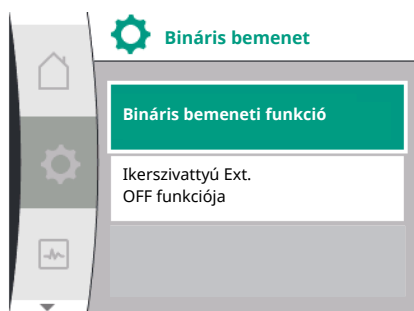 Bináris bemenet
Bináris bemeneti funkció
Ikerszivattyú Ext.
OFF funkciója